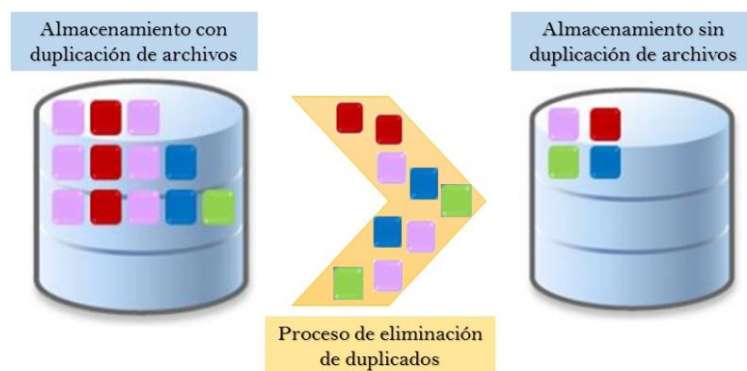 Almacenamiento con
duplicación de archivos
Almacenamiento sin
duplicación de archivos
Proceso de eliminación
de duplicados